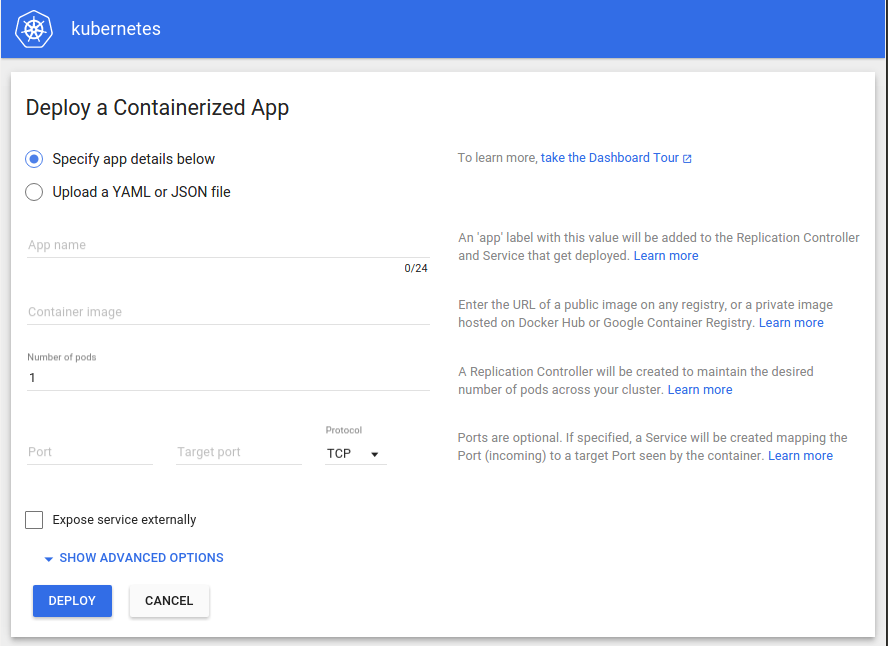 kubernetes
Deploy a Containerized App
Specify app details below
To learn more, take the Dashboard Tour
Upload a YAML or JSON file
App name
0/24
An 'app' label with this value will be added to the Replication Controller
and Service that get deployed. Learn more
Container image
Enter the URL of a public image on any registry, or a private image
hosted on Docker Hub or Google Container Registry. Learn more
Number of pods
1
A Replication Controller will be created to maintain the desired
number of pods across your cluster. Learn more
Port
Target port
Protocol
TCP
Ports are optional. If specified, a Service will be created mapping the
Port (incoming) to a target Port seen by the container. Learn more
Expose service externally
SHOW ADVANCED OPTIONS
DEPLOY
CANCEL